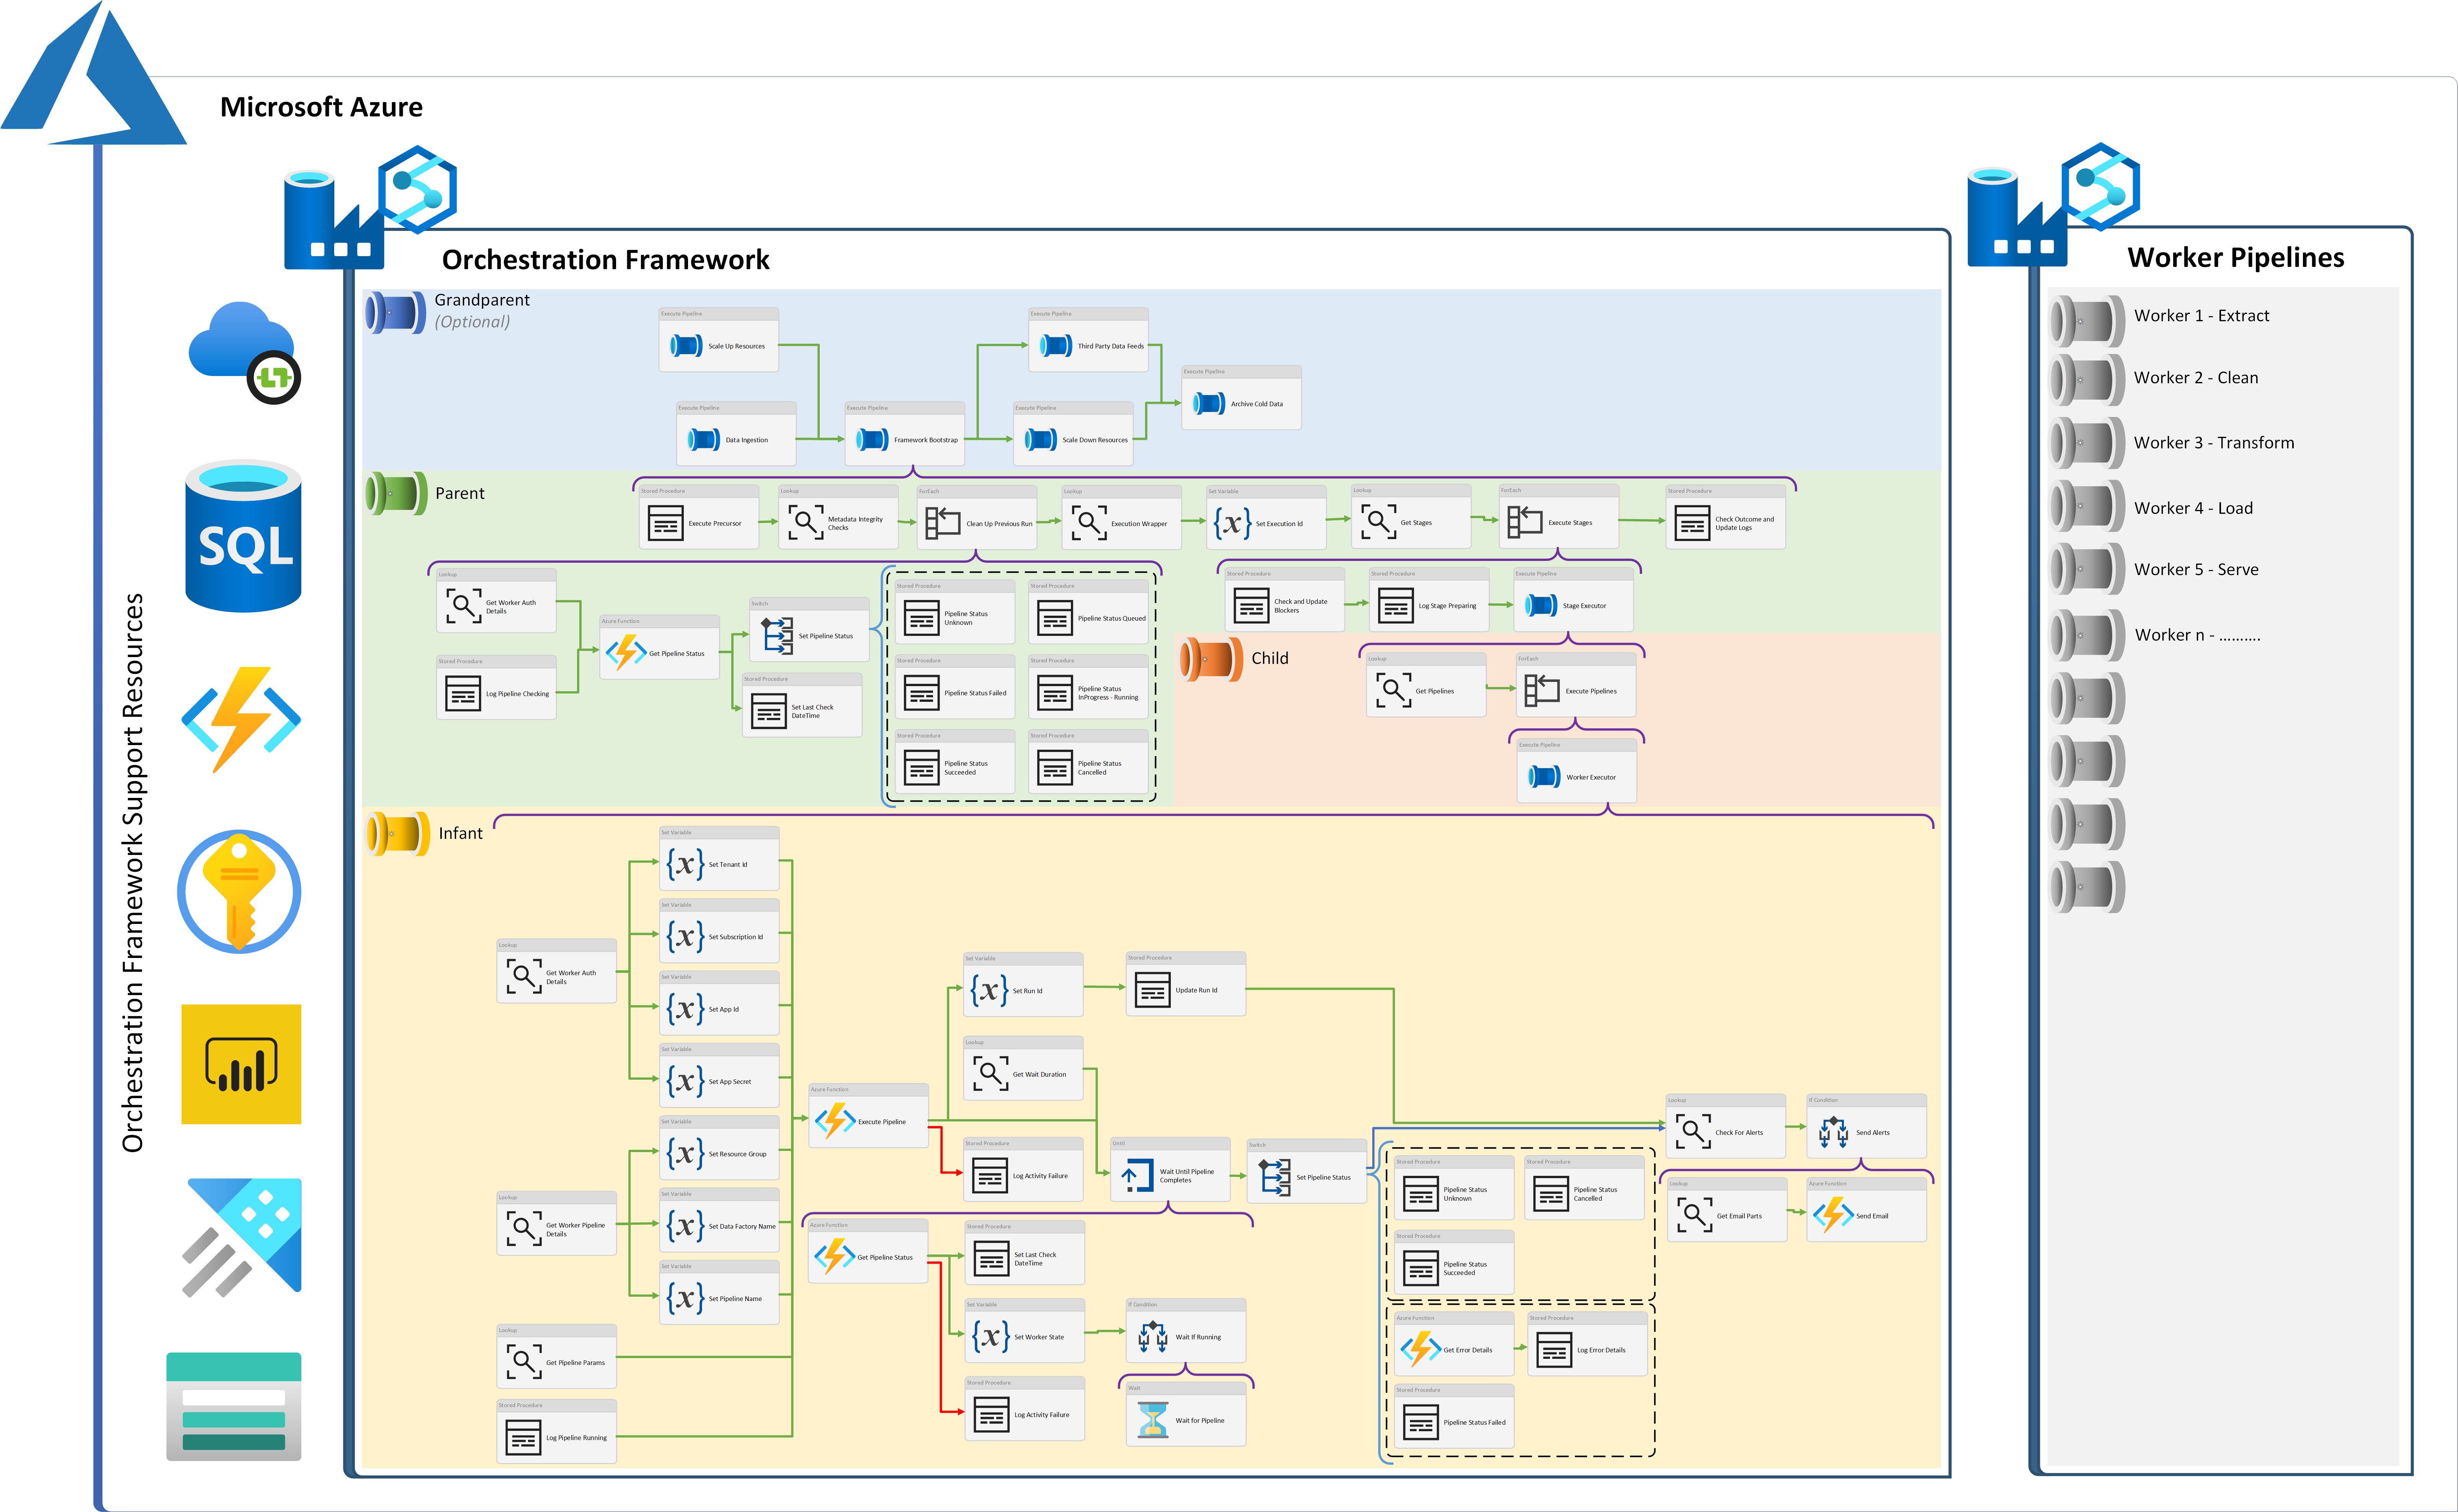 Microsoft Azure
Orchestration Framework Support Resources
SQL
Orchestration Framework
Grandparent
(Optional)
Execute Pipeline
Scale Up Resources
Execute Pipeline
Third Party Data Feeds
Execute Pipeline
Archive Cold Data
Execute Pipeline
Data Ingestion
Execute Pipeline
Framework Bootstrap
Execute Pipeline
Scale Down Resources
Parent
Stored Procedure
Execute Precursor
Lookup
Metadata Integrity
Checks
ForEach
Clean Up Previous Run
Lookup
Execution Wrapper
Set Variable
{x} Set Execution Id
Lookup
Get Stages
ForEach
Execute Stages
Stored Procedure
Check Outcome and
Update Logs
Lookup
Get Worker Auth
Details
Stored Procedure
Log Pipeline Checking
Azure Function
Get Pipeline Status
Switch
Set Pipeline Status
Stored Procedure
Set Last Check
DateTime
Stored Procedure
Pipeline Status
Unknown
Stored Procedure
Pipeline Status Queued
Stored Procedure
Pipeline Status Failed
Stored Procedure
Pipeline Status
InProgress - Running
Stored Procedure
Pipeline Status
Succeeded
Stored Procedure
Pipeline Status
Cancelled
Stored Procedure
Check and Update
Blockers
Stored Procedure
Log Stage Preparing
Execute Pipeline
Stage Executor
Child
Lookup
Get Pipelines
ForEach
Execute Pipelines
Execute Pipeline
Worker Executor
Infant
Lookup
Get Worker Auth
Details
Set Variable
{x} Set Tenant Id
Set Variable
{x} Set Subscription Id
Set Variable
{x} Set App Id
Set Variable
{x} Set App Secret
Lookup
Get Worker Pipeline
Details
Set Variable
{x} Set Resource Group
Set Variable
{x} Set Data Factory Name
Set Variable
{x} Set Pipeline Name
Lookup
Get Pipeline Params
Stored Procedure
Log Pipeline Running
Azure Function
Execute Pipeline
Set Variable
{x} Set Run Id
Stored Procedure
Update Run Id
Lookup
Get Wait Duration
Stored Procedure
Log Activity Failure
Until
Wait Until Pipeline
Completes
Switch
Set Pipeline Status
Azure Function
Get Pipeline Status
Stored Procedure
Set Last Check
DateTime
Set Variable
{x} Set Worker State
If Condition
Wait If Running
Stored Procedure
Log Activity Failure
Wait
Wait for Pipeline
Stored Procedure
Pipeline Status
Unknown
Stored Procedure
Pipeline Status
Cancelled
Stored Procedure
Pipeline Status
Succeeded
Azure Function
Get Error Details
Stored Procedure
Log Error Details
Stored Procedure
Pipeline Status Failed
Lookup
Check For Alerts
If Condition
Send Alerts
Lookup
Get Email Parts
Azure Function
Send Email
Worker Pipelines
Worker 1 - Extract
Worker 2 - Clean
Worker 3 - Transform
Worker 4 - Load
Worker 5 - Serve
Worker n - ..........